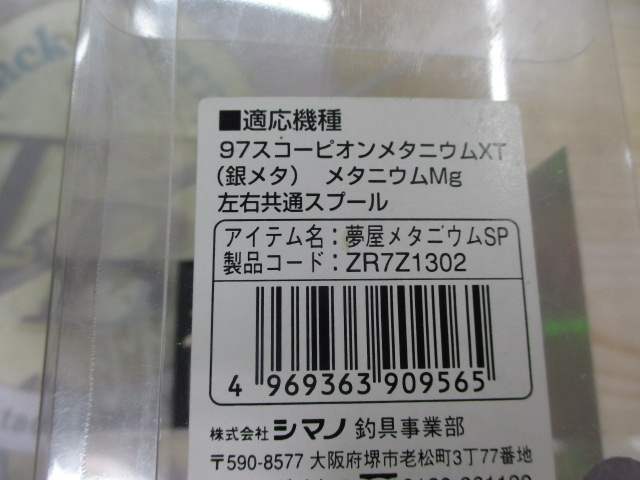 ■適応機種
97スコーピオンメタニウムXT
(銀メタ) メタニウムMg
左右共通スプール
アイテム名:夢屋メタニウムSP
製品コード:ZR7Z1302
4 969363 909565
株式会社 シマノ 釣具事業部
〒590-8577 大阪府堺市老松町3丁77番地